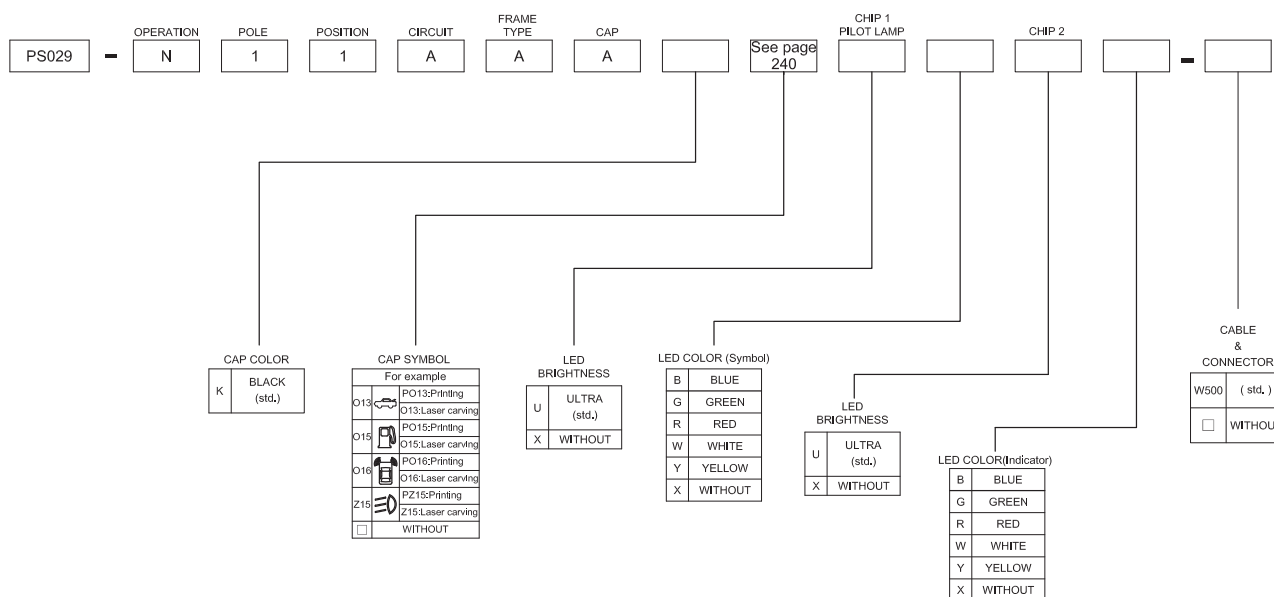 OPERATION POLE POSITION CIRCUIT FRAME TYPE CAP CHIP 1 PILOT LAMP CHIP 2
PS029 - N 1 1 A A A See page 240 -
CAP COLOR
K BLACK (std.)
CAP SYMBOL
For example
O13 PO13:Printing
O13:Laser carving
O15 PO15:Printing
O15:Laser carving
O16 PO16:Printing
O16:Laser carving
Z15 PZ15:Printing
Z15:Laser carving
□ WITHOUT
LED
BRIGHTNESS
U ULTRA (std.)
X WITHOUT
LED COLOR (Symbol)
B BLUE
G GREEN
R RED
W WHITE
Y YELLOW
X WITHOUT
LED
BRIGHTNESS
U ULTRA (std.)
X WITHOUT
LED COLOR(Indicator)
B BLUE
G GREEN
R RED
W WHITE
Y YELLOW
X WITHOUT
CABLE
&
CONNECTOR
W500 ( std. )
□ WITHOU